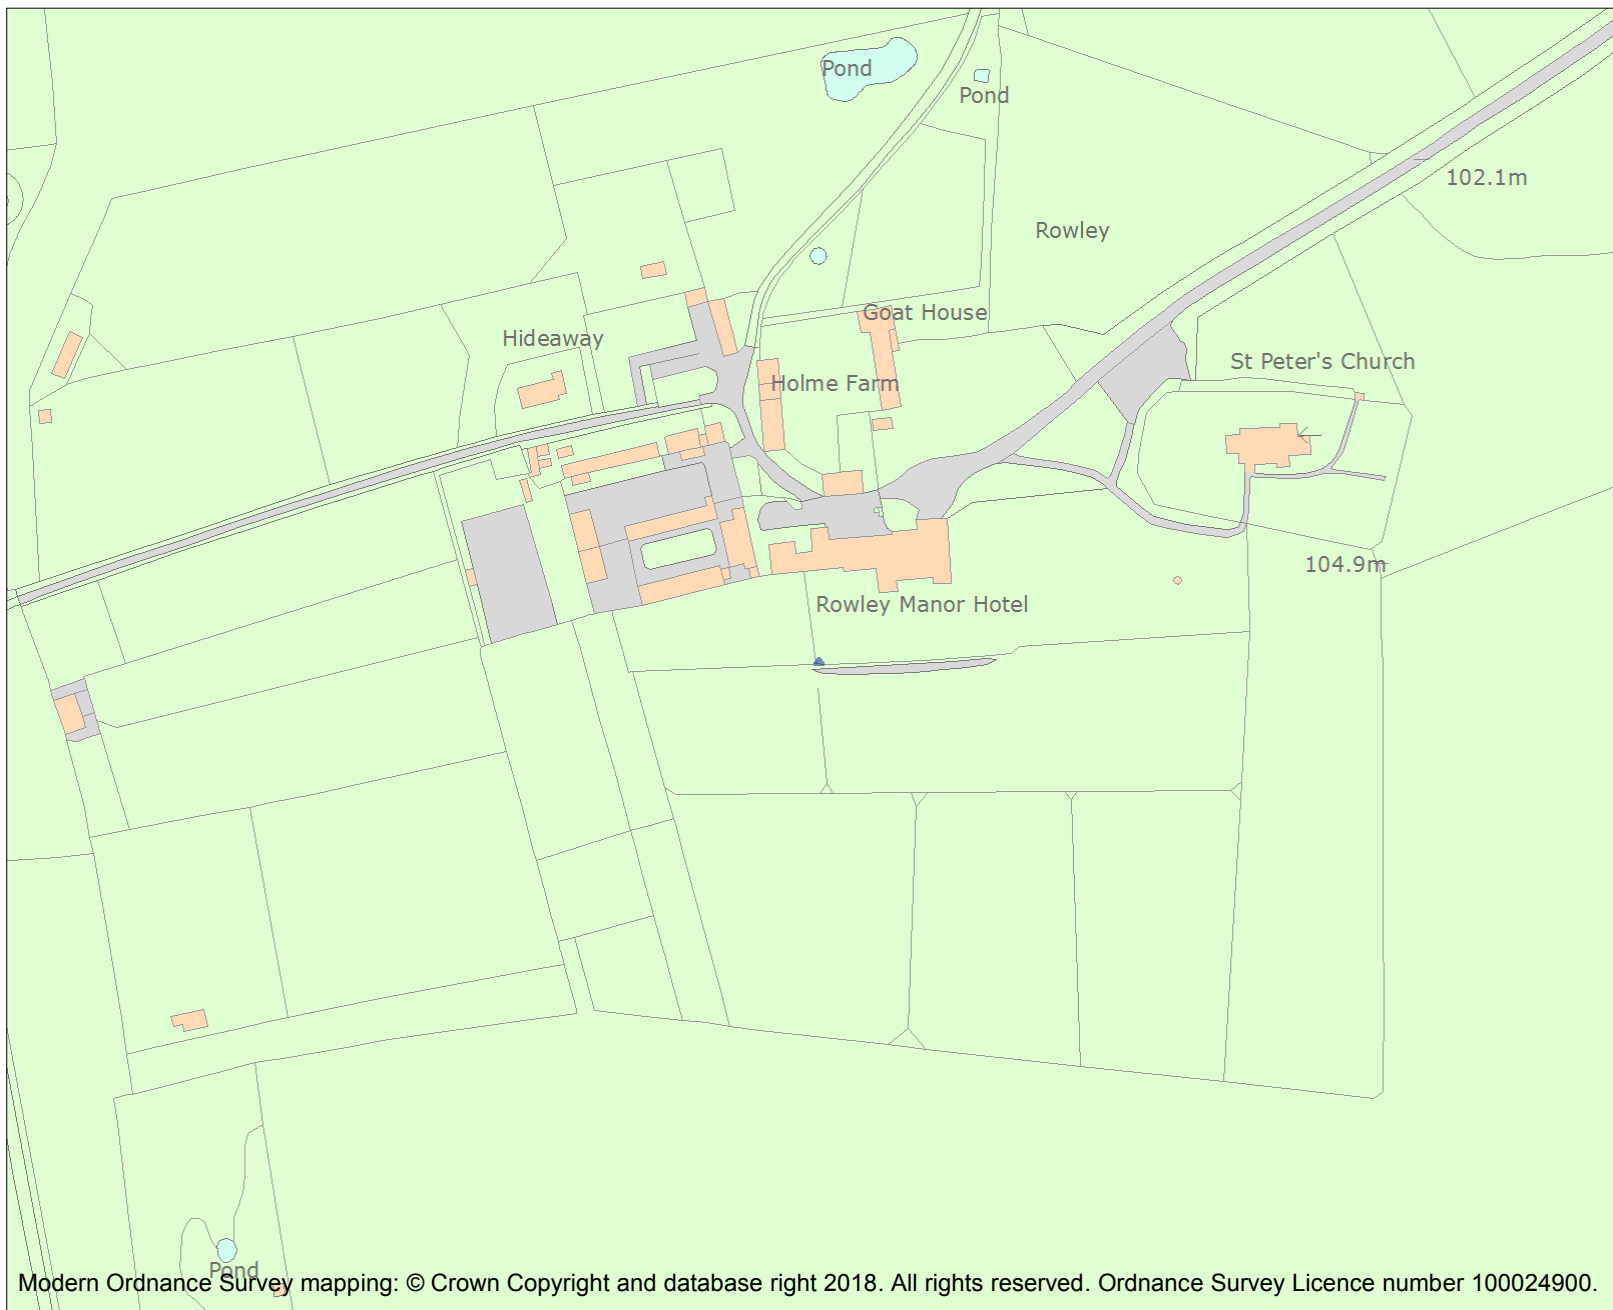 Pond
Pond
102.1m
Rowley
Goat House
Hideaway
St Peter's Church
Holme Farm
104.9m
Rowley Manor Hotel
Pond
Modern Ordnance Survey mapping: © Crown Copyright and database right 2018. All rights reserved. Ordnance Survey Licence number 100024900.